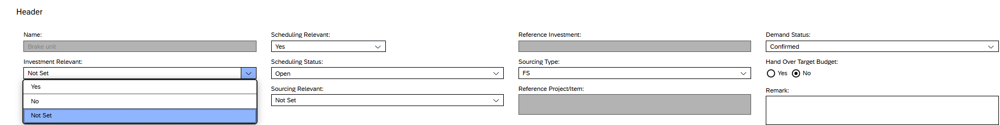 Header
Name:
Brake unit
Investment Relevant:
Not Set
Yes
No
Not Set
Scheduling Relevant:
Yes
Scheduling Status:
Open
Sourcing Relevant:
Not Set
Reference Investment:
Sourcing Type:
FS
Reference Project/Item:
Demand Status:
Confirmed
Hand Over Target Budget:
Yes No
Remark: